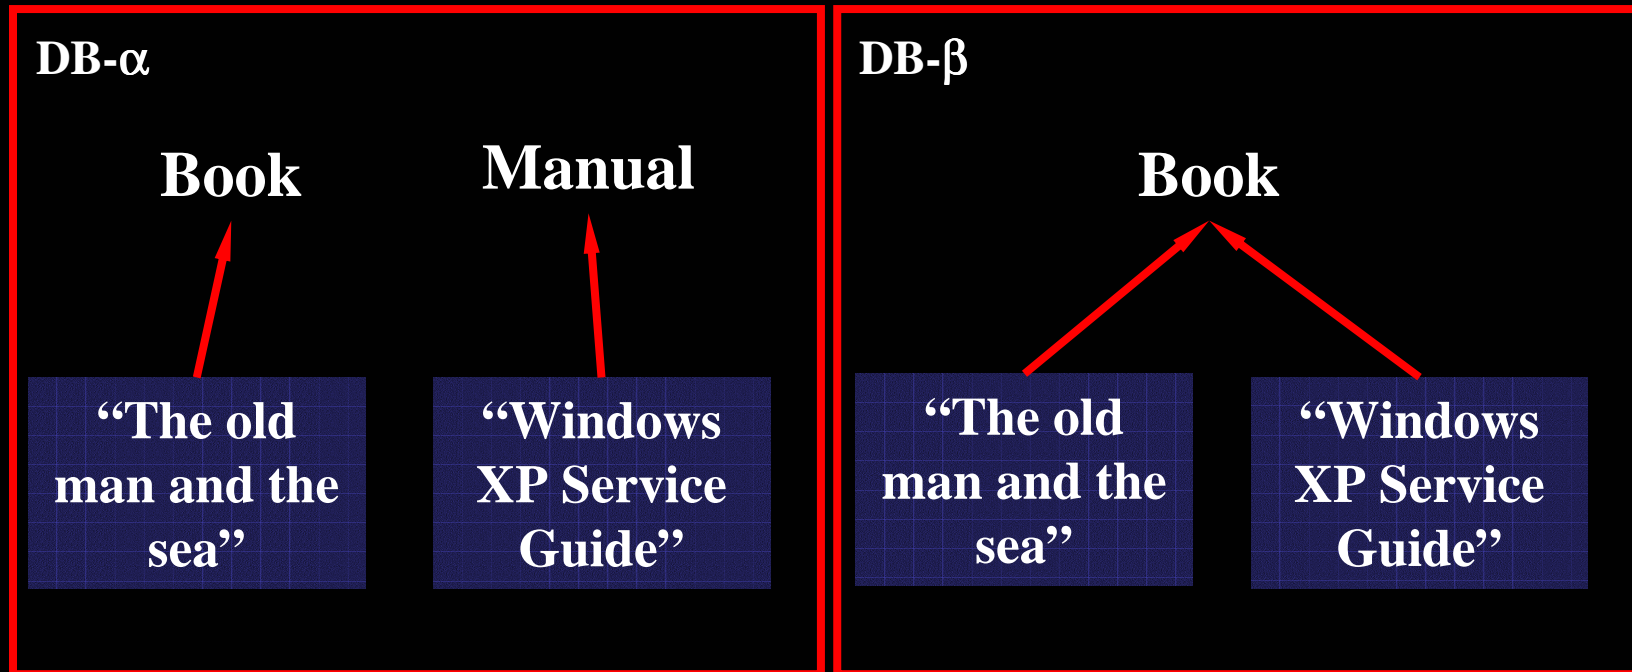 DB-α
Book
Manual
“The old
man and the
sea”
“Windows
XP Service
Guide”
DB-β
Book
“The old
man and the
sea”
“Windows
XP Service
Guide”